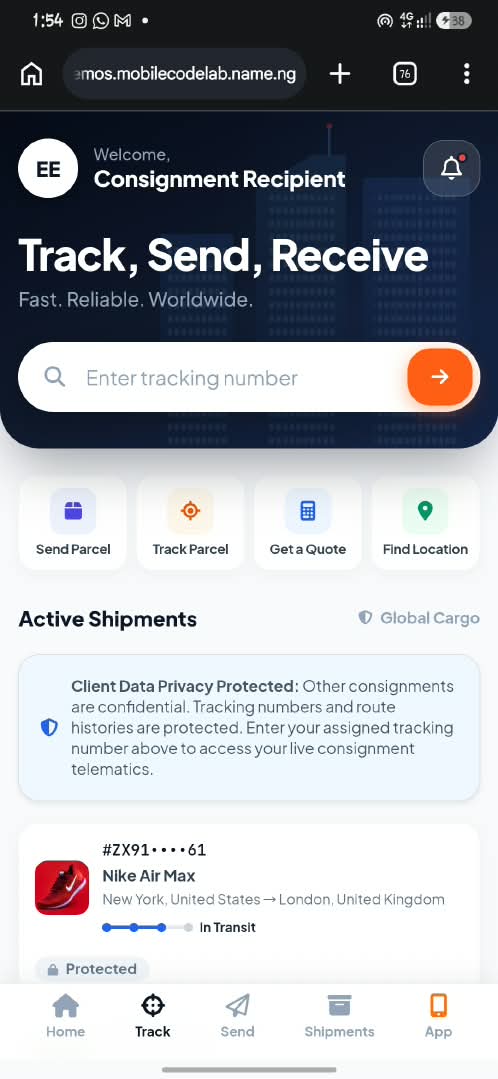 1:54
4G
38
emos.mobilecodelab.name.ng
76
EE
Welcome,
Consignment Recipient
Track, Send, Receive
Fast. Reliable. Worldwide.
Enter tracking number
Send Parcel
Track Parcel
Get a Quote
Find Location
Active Shipments
Global Cargo
Client Data Privacy Protected: Other consignments
are confidential. Tracking numbers and route
histories are protected. Enter your assigned tracking
number above to access your live consignment
telematics.
#ZX91••••61
Nike Air Max
New York, United States → London, United Kingdom
In Transit
Protected
Home
Track
Send
Shipments
App